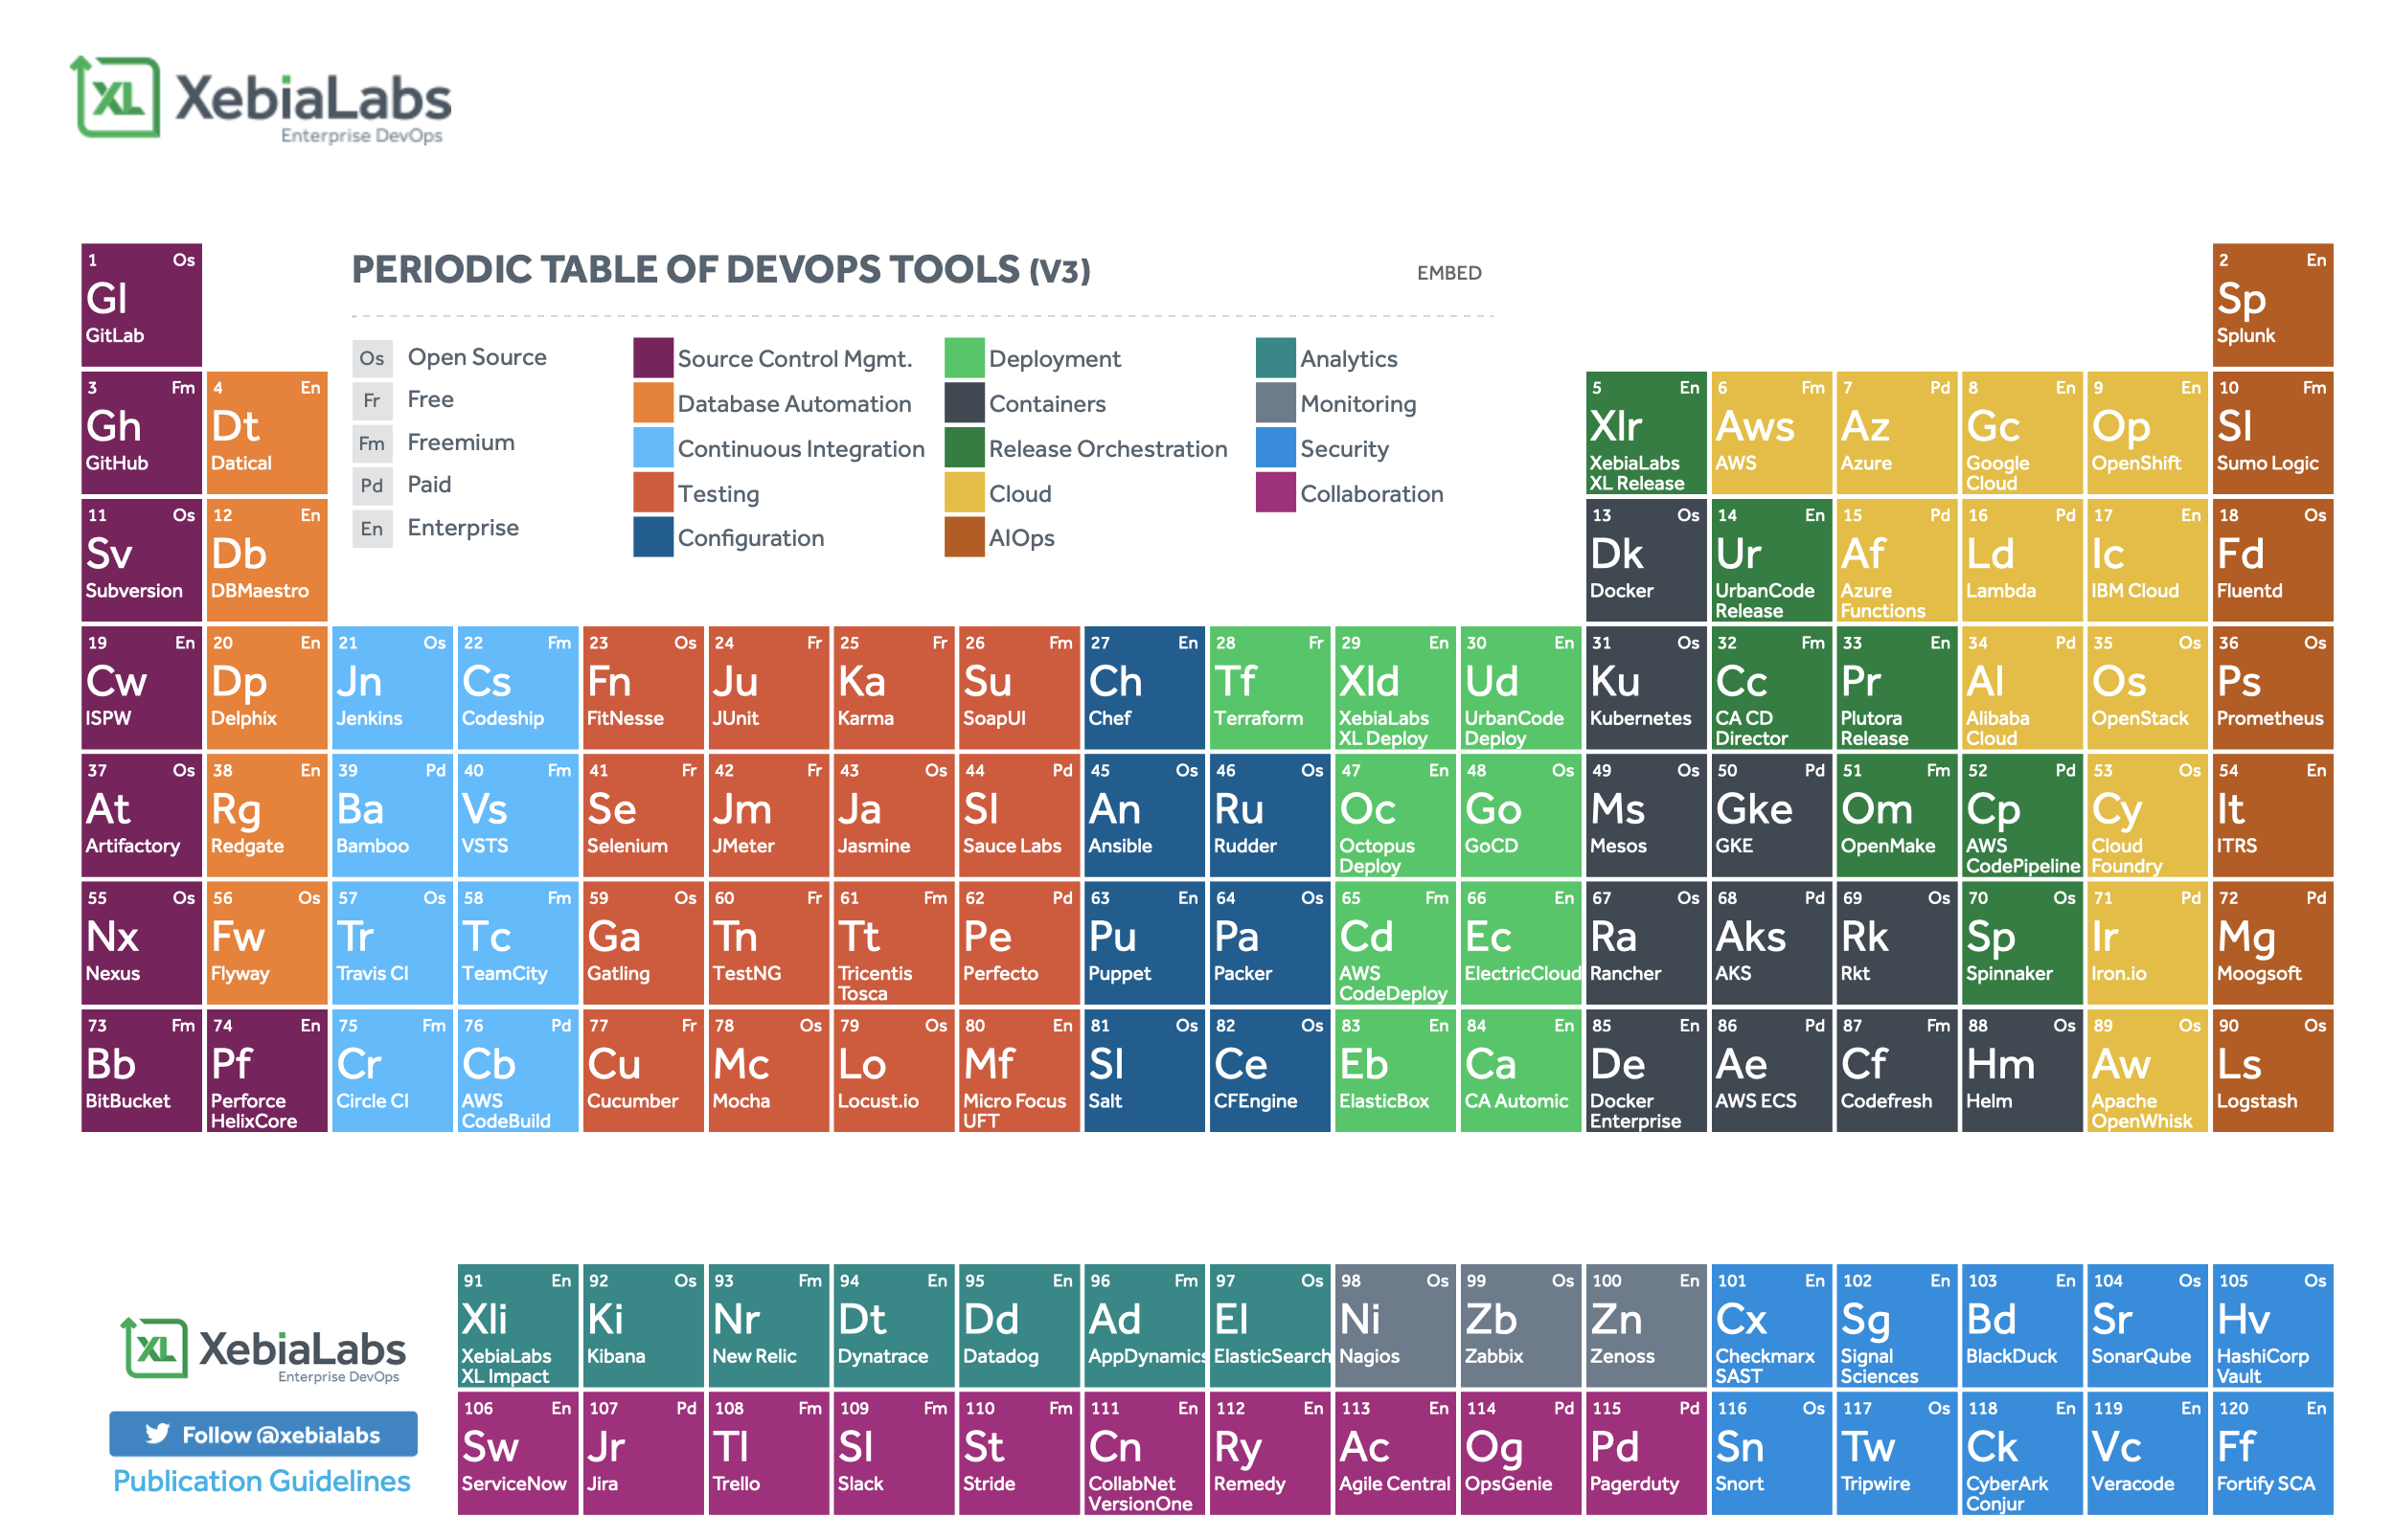 XL XebiaLabs
Enterprise DevOps
PERIODIC TABLE OF DEVOPS TOOLS (V3)
EMBED
Os Open Source
Fr Free
Fm Freemium
Pd Paid
En Enterprise
Source Control Mgmt.
Database Automation
Continuous Integration
Testing
Configuration
Deployment
Containers
Release Orchestration
Cloud
AIOps
Analytics
Monitoring
Security
Collaboration
1 Os
Gl
GitLab
2 En
Sp
Splunk
3 Fm
Gh
GitHub
4 En
Dt
Datical
5 En
Xlr
XebiaLabs
XL Release
6 Fm
Aws
AWS
7 Pd
Az
Azure
8 En
Gc
Google
Cloud
9 En
Op
OpenShift
10 Fm
Sl
Sumo Logic
11 Os
Sv
Subversion
12 En
Db
DBMaestro
13 Os
Dk
Docker
14 En
Ur
UrbanCode
Release
15 Pd
Af
Azure
Functions
16 Pd
Ld
Lambda
17 En
Ic
IBM Cloud
18 Os
Fd
Fluentd
19 En
Cw
ISPW
20 En
Dp
Delphix
21 Os
Jn
Jenkins
22 Fm
Cs
Codeship
23 Os
Fn
FitNesse
24 Fr
Ju
JUnit
25 Fr
Ka
Karma
26 Fm
Su
SoapUI
27 En
Ch
Chef
28 Fr
Tf
Terraform
29 En
Xld
XebiaLabs
XL Deploy
30 En
Ud
UrbanCode
Deploy
31 Os
Ku
Kubernetes
32 Fm
Cc
CA CD
Director
33 En
Pr
Plutora
Release
34 Pd
Al
Alibaba
Cloud
35 Os
Os
OpenStack
36 Os
Ps
Prometheus
37 Os
At
Artifactory
38 En
Rg
Redgate
39 Pd
Ba
Bamboo
40 Fm
Vs
VSTS
41 Fr
Se
Selenium
42 Fr
Jm
JMeter
43 Os
Ja
Jasmine
44 Pd
Sl
Sauce Labs
45 Os
An
Ansible
46 Os
Ru
Rudder
47 En
Oc
Octopus
Deploy
48 Os
Go
GoCD
49 Os
Ms
Mesos
50 Pd
Gke
GKE
51 Fm
Om
OpenMake
52 Pd
Cp
AWS
CodePipeline
53 Os
Cy
Cloud
Foundry
54 En
It
ITRS
55 Os
Nx
Nexus
56 Os
Fw
Flyway
57 Os
Tr
Travis CI
58 Fm
Tc
TeamCity
59 Os
Ga
Gatling
60 Fr
Tn
TestNG
61 Fm
Tt
Tricentis
Tosca
62 Pd
Pe
Perfecto
63 En
Pu
Puppet
64 Os
Pa
Packer
65 Fm
Cd
AWS
CodeDeploy
66 En
Ec
ElectricCloud
67 Os
Ra
Rancher
68 Pd
Aks
AKS
69 Os
Rk
Rkt
70 Os
Sp
Spinnaker
71 Pd
Ir
Iron.io
72 Pd
Mg
Moogsoft
73 Fm
Bb
BitBucket
74 En
Pf
Perforce
HelixCore
75 Fm
Cr
Circle CI
76 Pd
Cb
AWS
CodeBuild
77 Fr
Cu
Cucumber
78 Os
Mc
Mocha
79 Os
Lo
Locust.io
80 En
Mf
Micro Focus
UFT
81 Os
Sl
Salt
82 Os
Ce
CFEngine
83 En
Eb
ElasticBox
84 En
Ca
CA Automic
85 En
De
Docker
Enterprise
86 Pd
Ae
AWS ECS
87 Fm
Cf
Codefresh
88 Os
Hm
Helm
89 Os
Aw
Apache
OpenWhisk
90 Os
Ls
Logstash
91 En
Xli
XebiaLabs
XL Impact
92 Os
Ki
Kibana
93 Fm
Nr
New Relic
94 En
Dt
Dynatrace
95 En
Dd
Datadog
96 Fm
Ad
AppDynamics
97 Os
El
ElasticSearch
98 Os
Ni
Nagios
99 Os
Zb
Zabbix
100 En
Zn
Zenoss
101 En
Cx
Checkmarx
SAST
102 En
Sg
Signal
Sciences
103 En
Bd
BlackDuck
104 Os
Sr
SonarQube
105 Os
Hv
HashiCorp
Vault
106 En
Sw
ServiceNow
107 Pd
Jr
Jira
108 Fm
Tl
Trello
109 Fm
Sl
Slack
110 Fm
St
Stride
111 En
Cn
CollabNet
VersionOne
112 En
Ry
Remedy
113 En
Ac
Agile Central
114 Pd
Og
OpsGenie
115 Pd
Pd
Pagerduty
116 Os
Sn
Snort
117 Os
Tw
Tripwire
118 En
Ck
CyberArk
Conjur
119 En
Vc
Veracode
120 En
Ff
Fortify SCA
XL XebiaLabs
Enterprise DevOps
Follow @xebialabs
Publication Guidelines